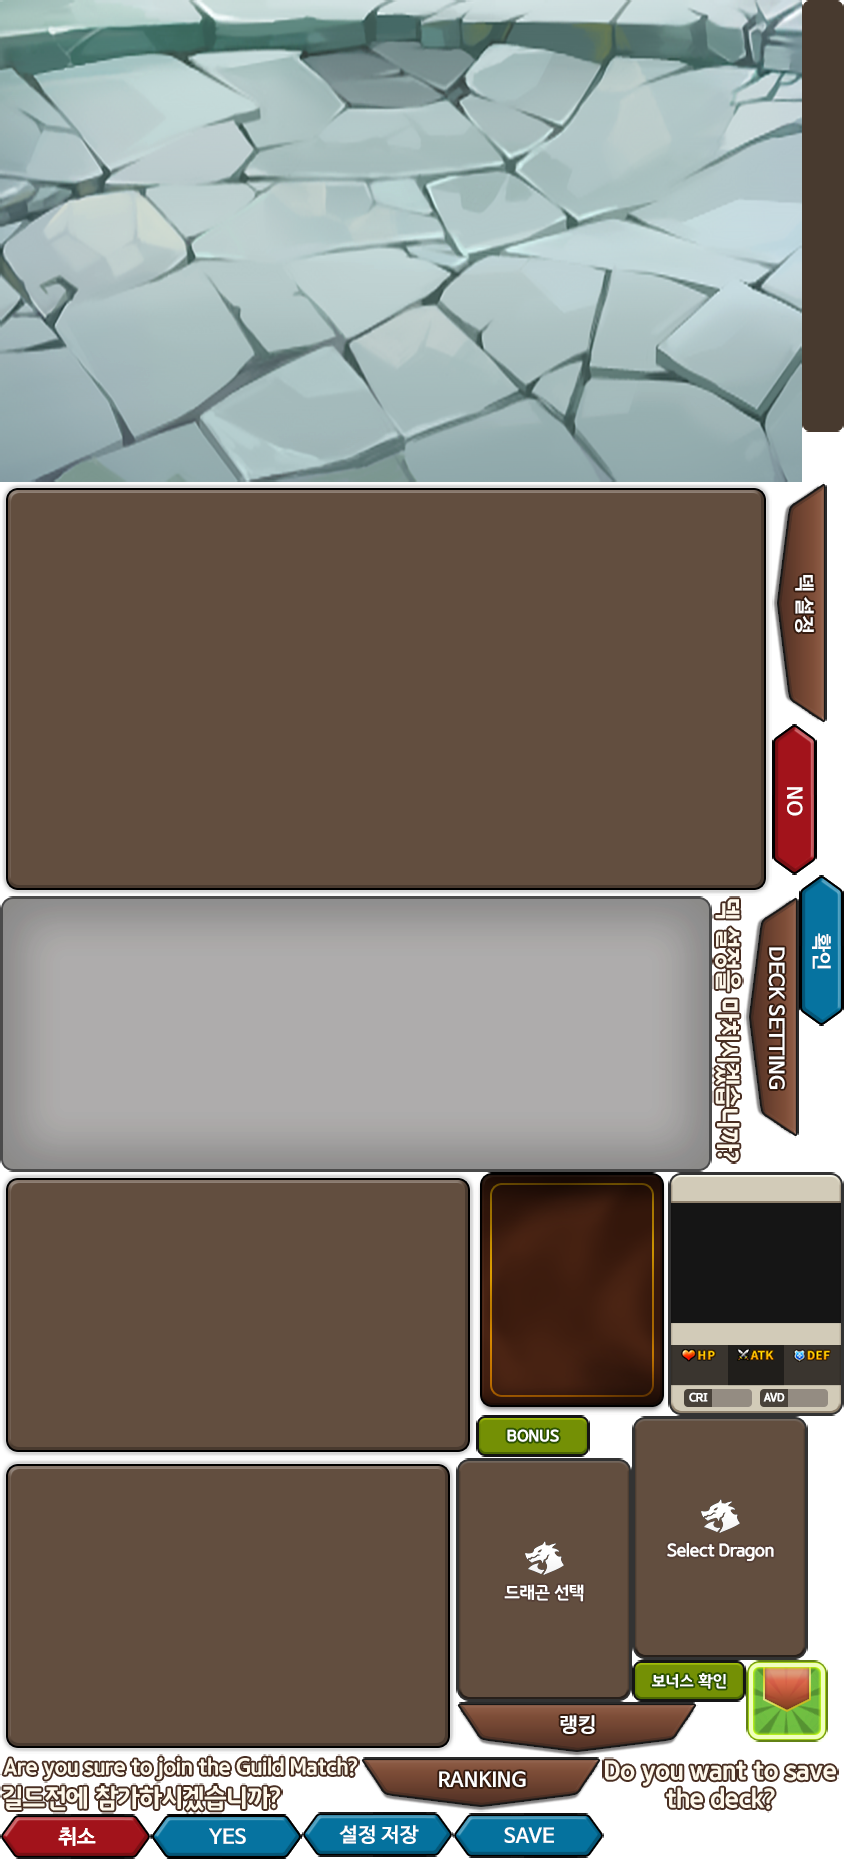 덱 설정
NO
확인
DECK SETTING
덱 설정을 마치시겠습니까?
HP ATK DEF
CRI AVD
BONUS
Select Dragon
드래곤 선택
보너스 확인
랭킹
Are you sure to join the Guild Match?
길드전에 참가하시겠습니까?
RANKING
Do you want to save
the deck?
취소
YES
설정 저장
SAVE